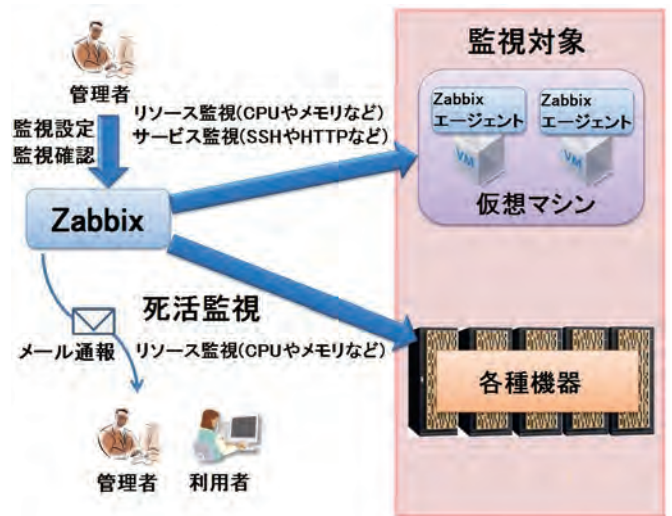 監視対象
管理者
監視設定
監視確認
リソース監視(CPUやメモリなど)
サービス監視(SSHやHTTPなど)
Zabbix
エージェント
Zabbix
エージェント
VM
VM
仮想マシン
Zabbix
死活監視
リソース監視(CPUやメモリなど)
メール通報
各種機器
管理者
利用者